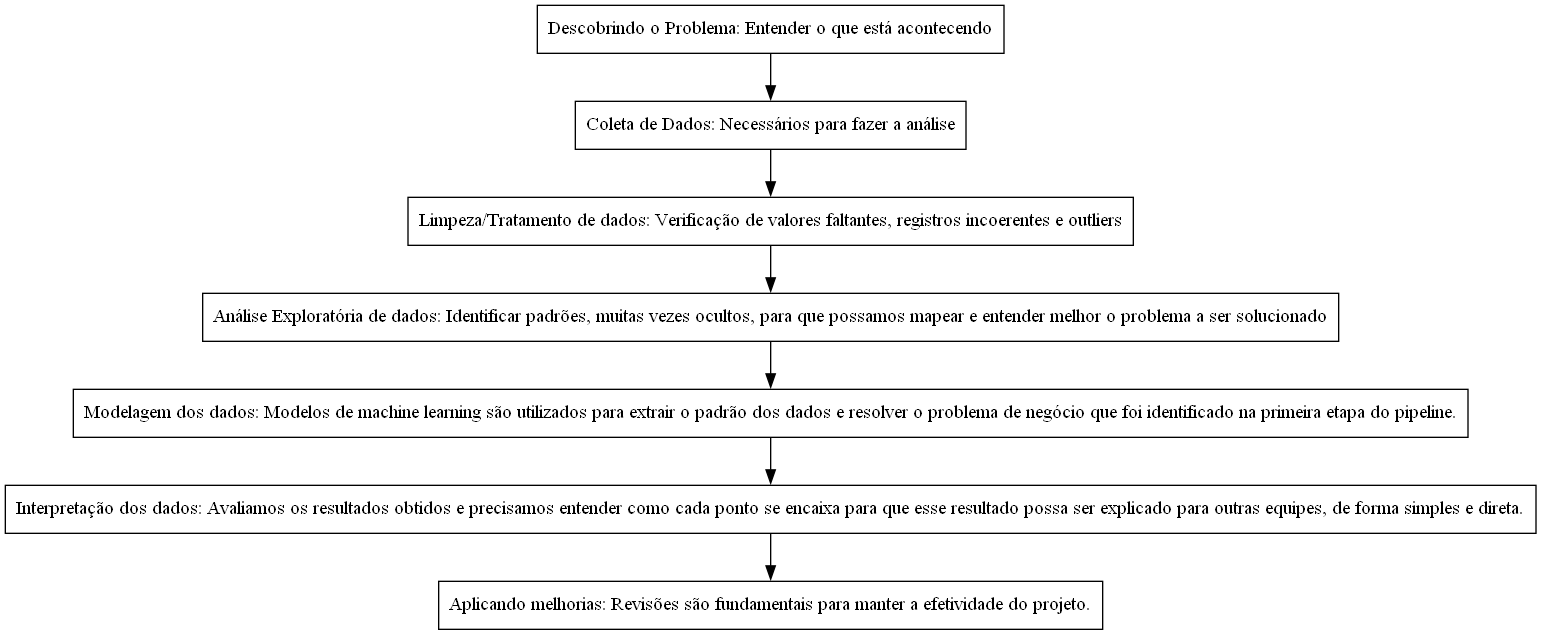 Descobrindo o Problema: Entender o que está acontecendo
Coleta de Dados: Necessários para fazer a análise
Limpeza/Tratamento de dados: Verificação de valores faltantes, registros incoerentes e outliers
Análise Exploratória de dados: Identificar padrões, muitas vezes ocultos, para que possamos mapear e entender melhor o problema a ser solucionado
Modelagem dos dados: Modelos de machine learning são utilizados para extrair o padrão dos dados e resolver o problema de negócio que foi identificado na primeira etapa do pipeline.
Interpretação dos dados: Avaliamos os resultados obtidos e precisamos entender como cada ponto se encaixa para que esse resultado possa ser explicado para outras equipes, de forma simples e direta.
Aplicando melhorias: Revisões são fundamentais para manter a efetividade do projeto.